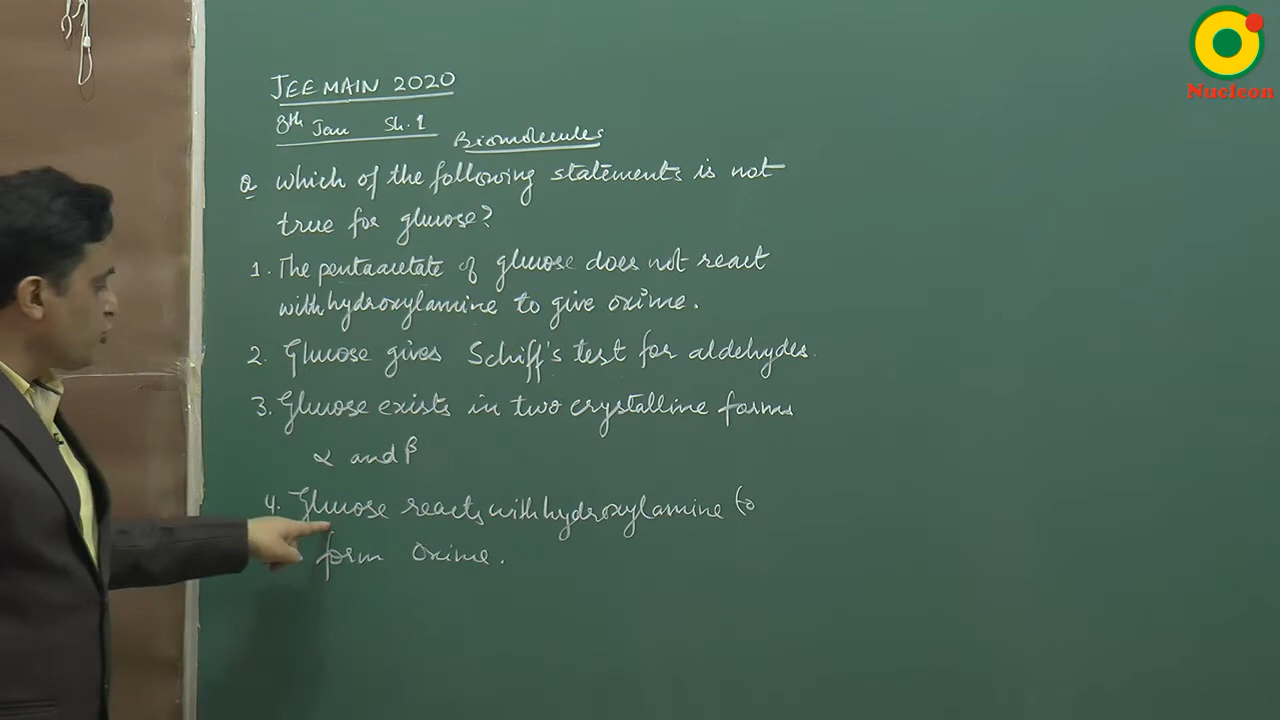 JEE MAIN 2020
8th Jan Sh.1
Biomolecules
Q which of the following statements is not
true for glucose?
1. The pentaacetate of glucose does not react
with hydroxylamine to give oxime.
2. Glucose gives Schiff's test for aldehydes.
3. Glucose exists in two crystalline forms
α and β
4. Glucose reacts with hydroxylamine to
form oxime.
Nucleon